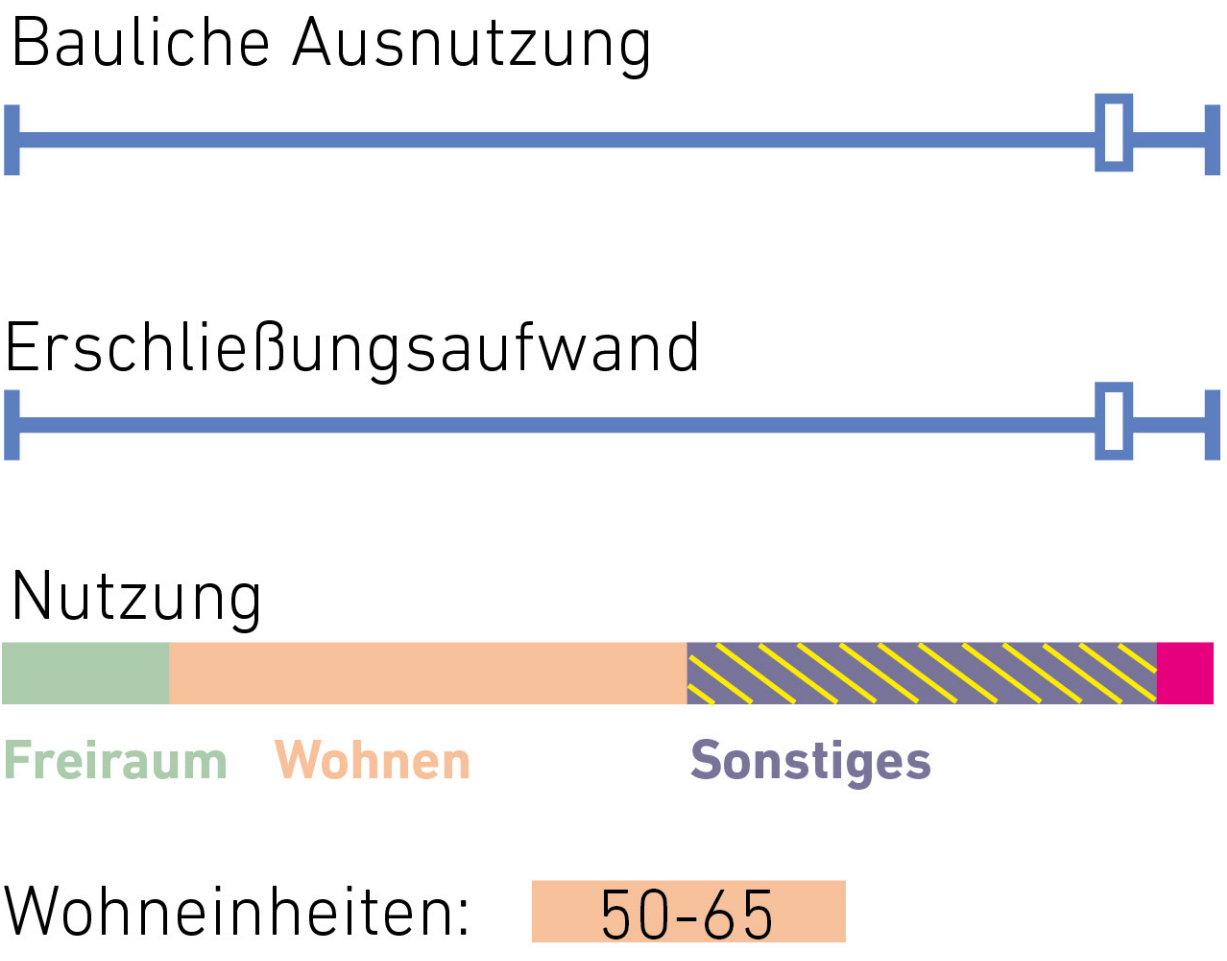 Bauliche Ausnutzung
Erschließungsaufwand
Nutzung
Freiraum Wohnen Sonstiges
Wohneinheiten: 50-65